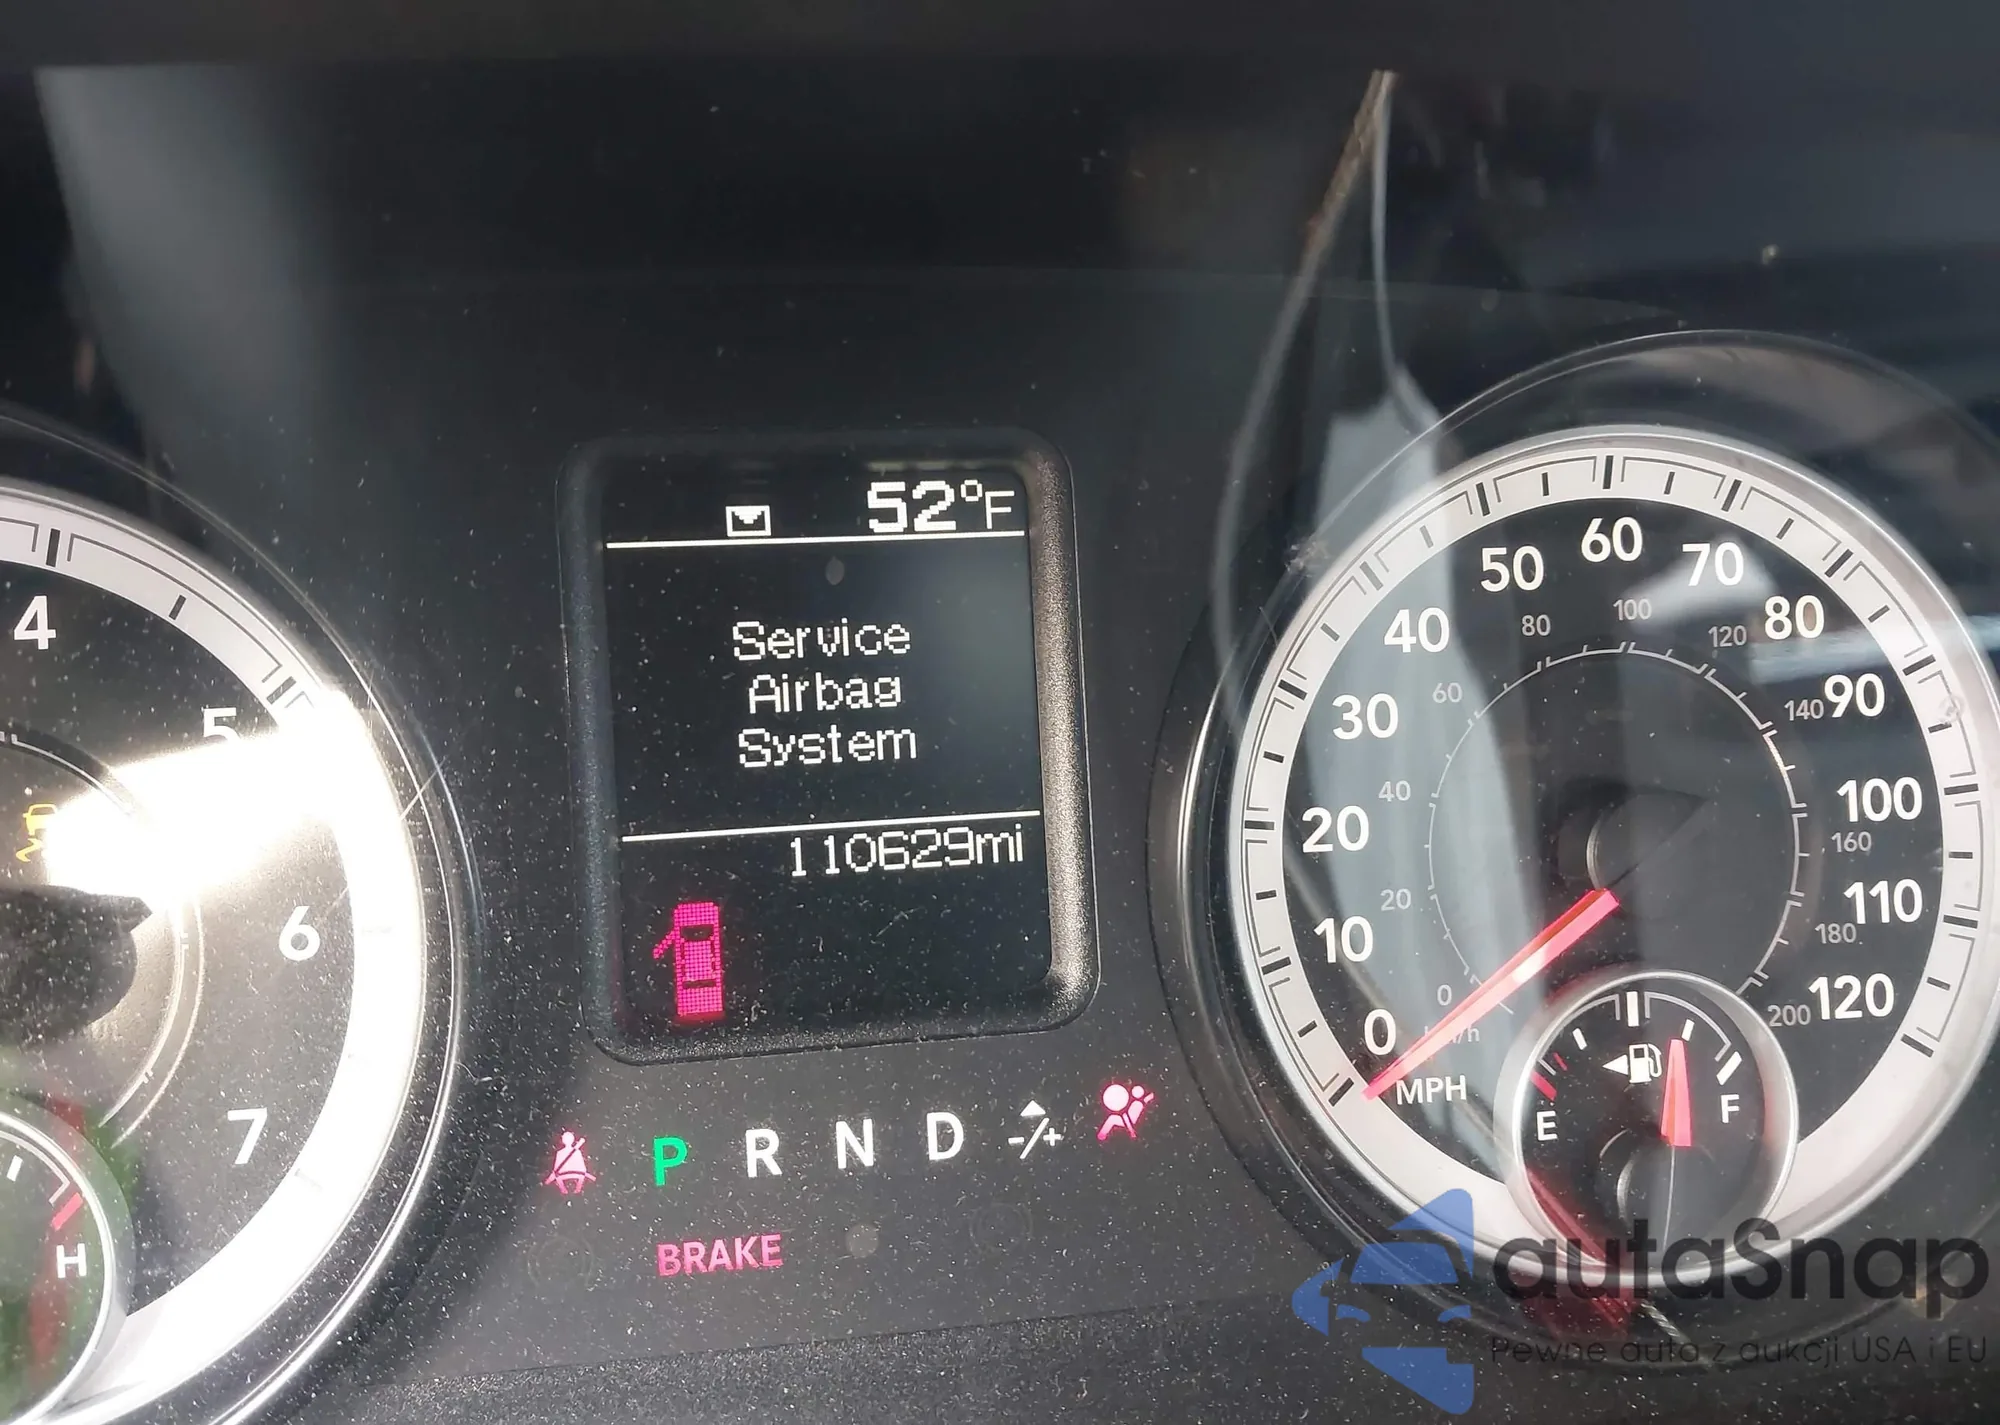 52°F
Service
Airbag
System
110629mi
P R N D -/+
BRAKE
4
5
6
7
H
0
10
20
30
40
50
60
70
80
90
100
110
120
MPH
0
20
40
60
80
100
120
140
160
180
200
E
F
autaSnap
Pewne auta z aukcji USA i EU